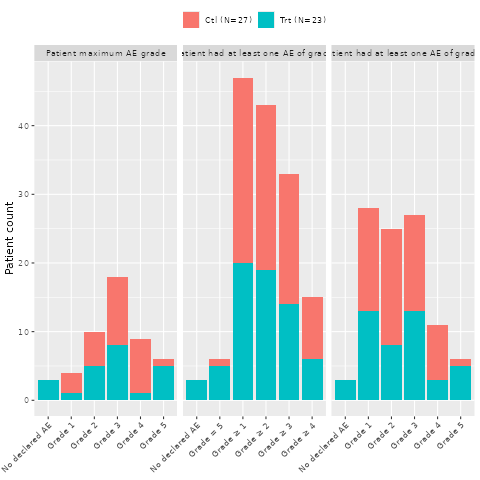 Ctl (N=27) Trt (N=23)
Patient maximum AE grade
atient had at least one AE of grad
tient had at least one AE of grad
Patient count
40
30
20
10
0
No declared AE
Grade 1
Grade 2
Grade 3
Grade 4
Grade 5
No declared AE
Grade = 5
Grade ≥ 1
Grade ≥ 2
Grade ≥ 3
Grade ≥ 4
No declared AE
Grade 1
Grade 2
Grade 3
Grade 4
Grade 5